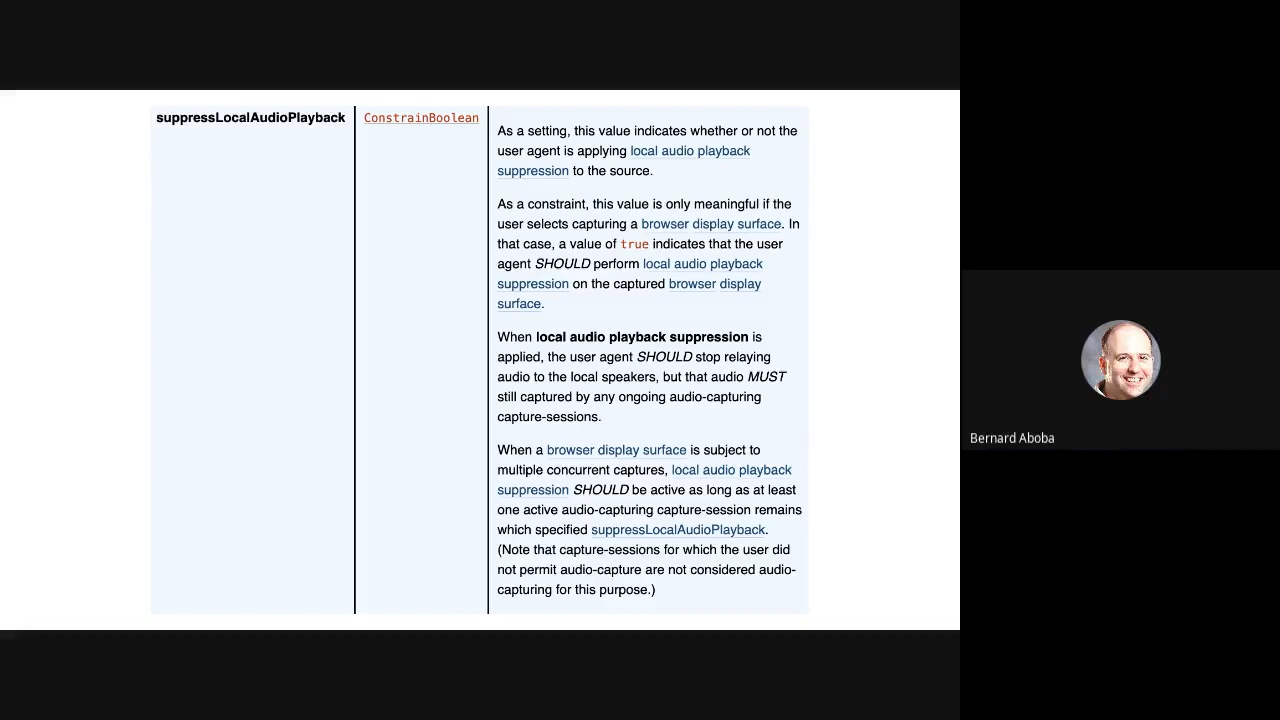 suppressLocalAudioPlayback
ConstrainBoolean
As a setting, this value indicates whether or not the
user agent is applying local audio playback
suppression to the source.
As a constraint, this value is only meaningful if the
user selects capturing a browser display surface. In
that case, a value of true indicates that the user
agent SHOULD perform local audio playback
suppression on the captured browser display
surface.
When local audio playback suppression is
applied, the user agent SHOULD stop relaying
audio to the local speakers, but that audio MUST
still captured by any ongoing audio-capturing
capture-sessions.
When a browser display surface is subject to
multiple concurrent captures, local audio playback
suppression SHOULD be active as long as at least
one active audio-capturing capture-session remains
which specified suppressLocalAudioPlayback.
(Note that capture-sessions for which the user did
not permit audio-capture are not considered audio-
capturing for this purpose.)
Bernard Aboba